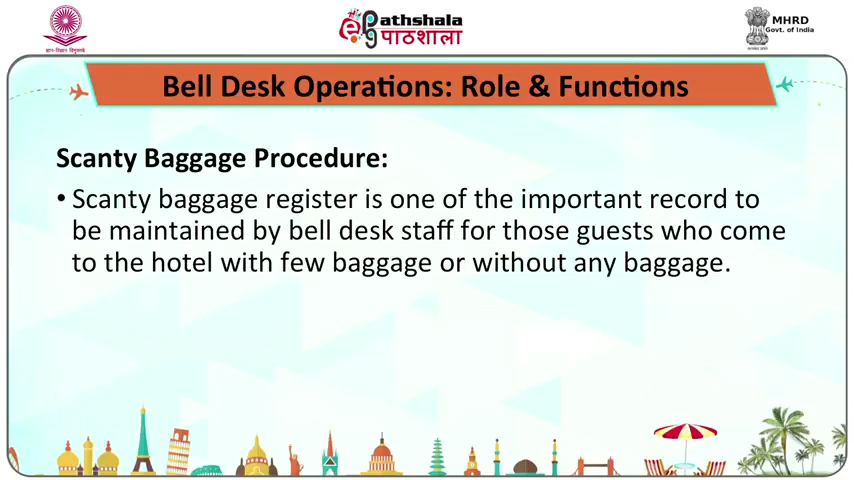 ePathshala
पाठशाला
MHRD
Govt. of India
ज्ञान-विज्ञान विमुक्तये
Bell Desk Operations: Role & Functions
Scanty Baggage Procedure:
• Scanty baggage register is one of the important record to
be maintained by bell desk staff for those guests who come
to the hotel with few baggage or without any baggage.